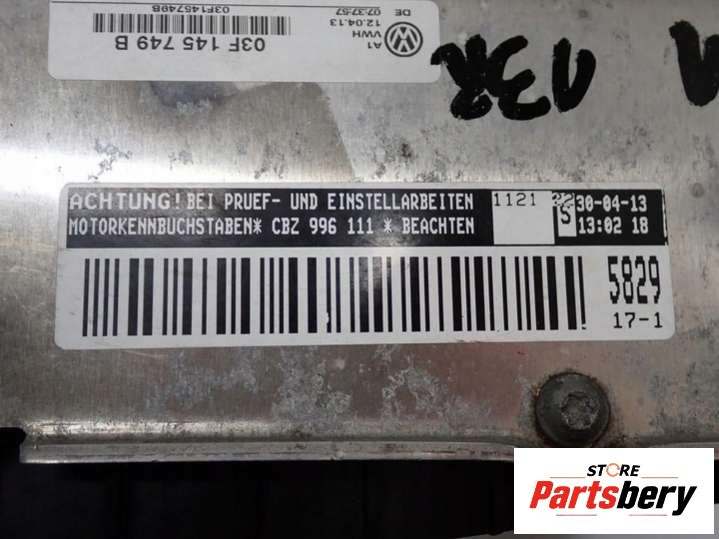 A1
VWH
12.04.13
DE 07:37:57
03F 145 749 B
03F145749B
ACHTUNG! BEI PRUEF- UND EINSTELLARBEITEN
MOTORKENNBUCHSTABEN* CBZ 996 111 * BEACHTEN
1121 22
S
30-04-13
13:02 18
5829
17-1
STORE
Partsbery